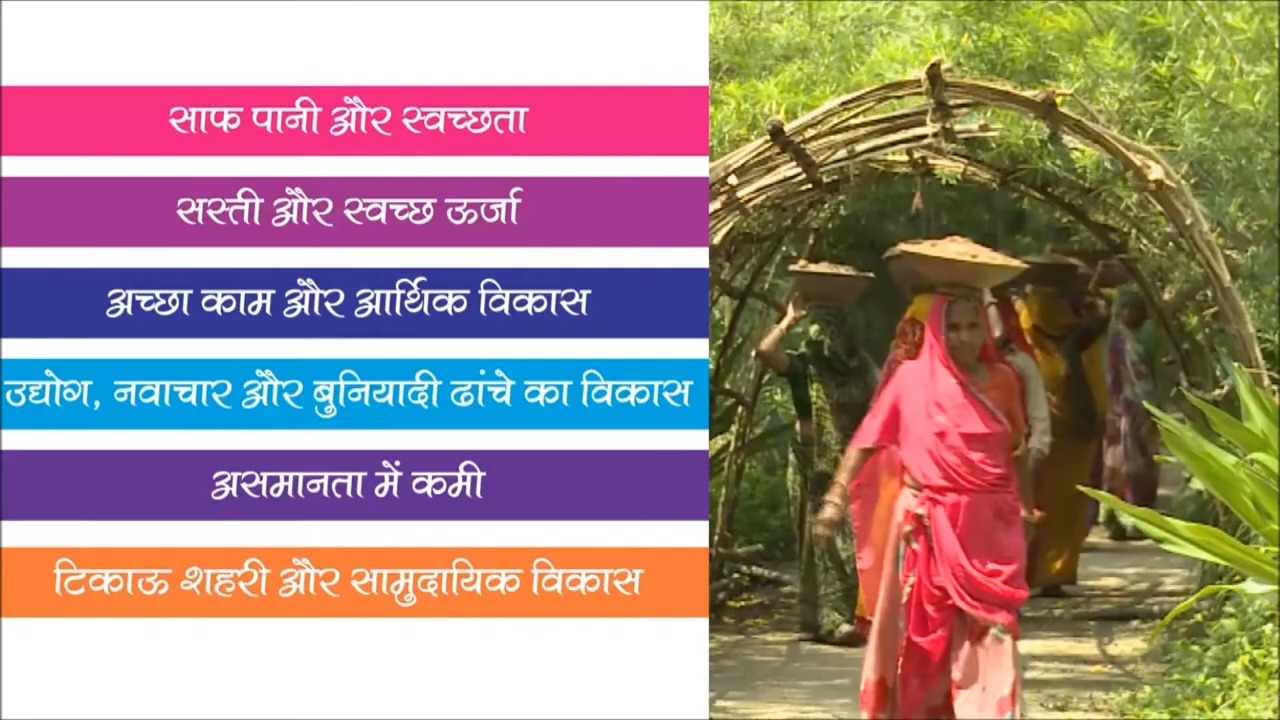 साफ पानी और स्वच्छता
सस्ती और स्वच्छ ऊर्जा
अच्छा काम और आर्थिक विकास
उद्योग, नवाचार और बुनियादी ढांचे का विकास
असमानता में कमी
टिकाऊ शहरी और सामुदायिक विकास